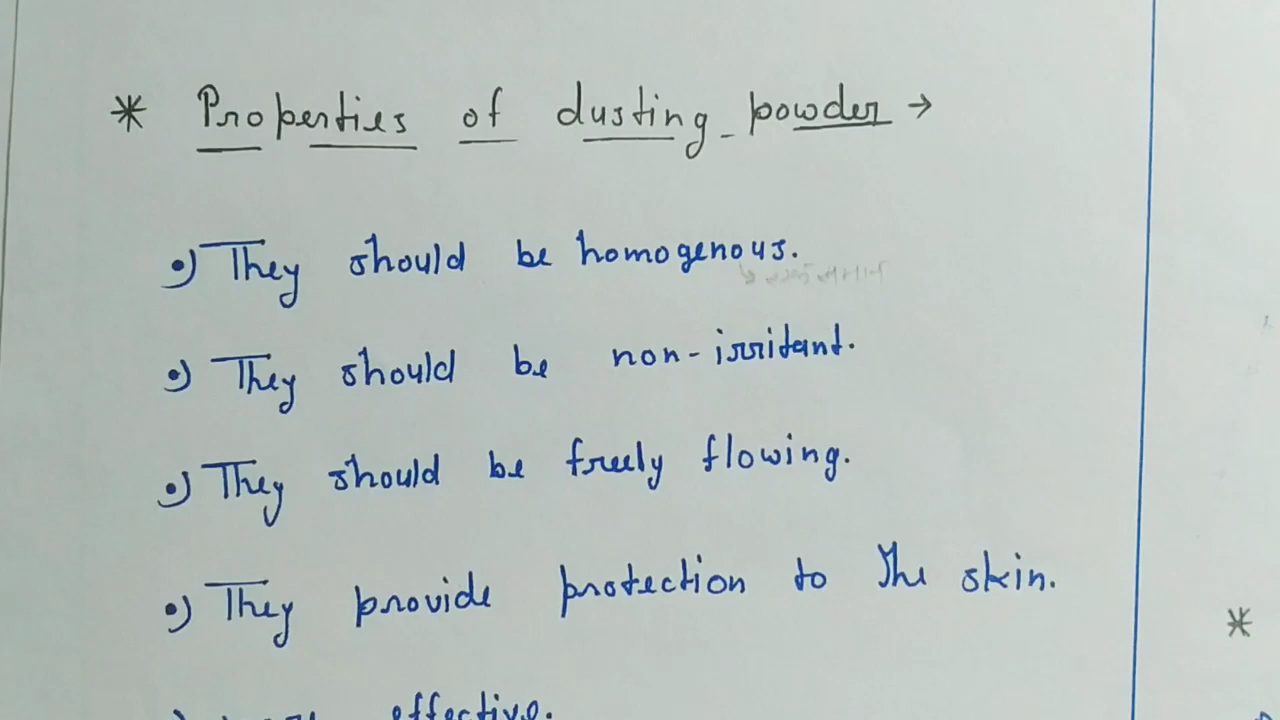 * Properties of dusting powder →
•) They should be homogenous.
•) They should be non-irritant.
•) They should be freely flowing.
•) They provide protection to the skin.
effective.
*